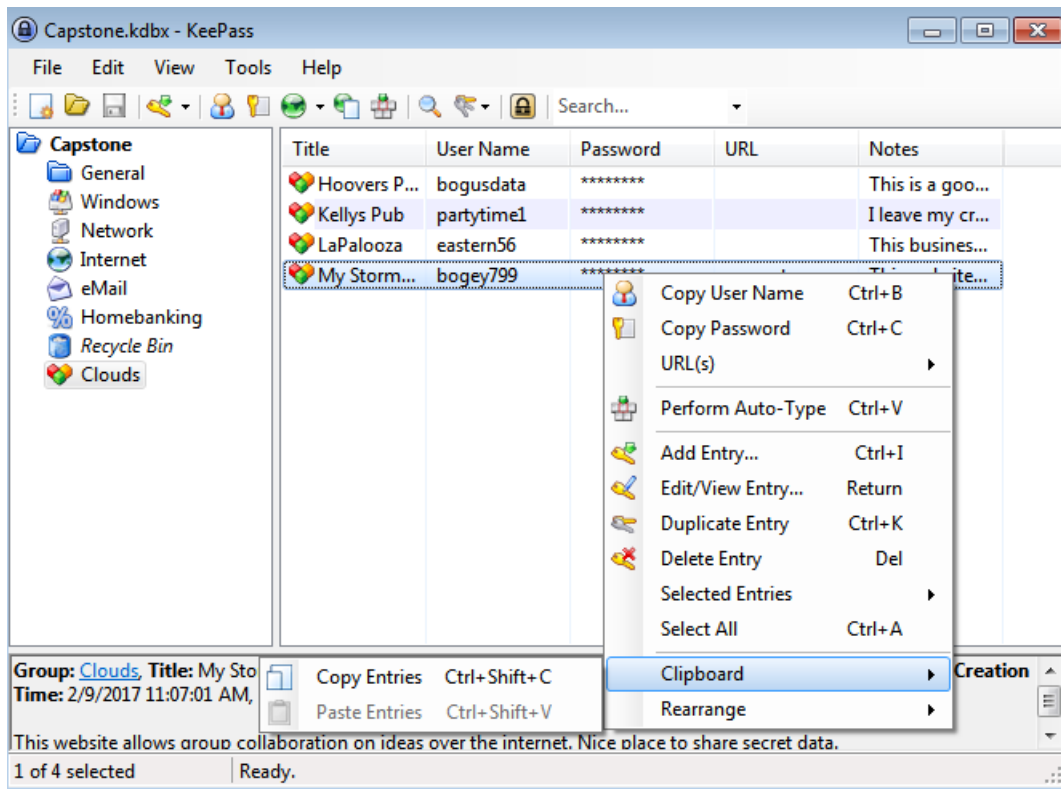 Capstone.kdbx - KeePass
File Edit View Tools Help
Search...
Capstone
General
Windows
Network
Internet
eMail
Homebanking
Recycle Bin
Clouds
Title User Name Password URL Notes
Hoovers P... bogusdata ******** This is a goo...
Kellys Pub partytime1 ******** I leave my cr...
LaPalooza eastern56 ******** This busines...
My Storm... bogey799 ********
Copy User Name Ctrl+B
Copy Password Ctrl+C
URL(s)
Perform Auto-Type Ctrl+V
Add Entry... Ctrl+I
Edit/View Entry... Return
Duplicate Entry Ctrl+K
Delete Entry Del
Selected Entries
Select All Ctrl+A
Clipboard
Rearrange
Copy Entries Ctrl+Shift+C
Paste Entries Ctrl+Shift+V
Group: Clouds, Title: My Sto Creation
Time: 2/9/2017 11:07:01 AM,
This website allows group collaboration on ideas over the internet. Nice place to share secret data.
1 of 4 selected Ready.